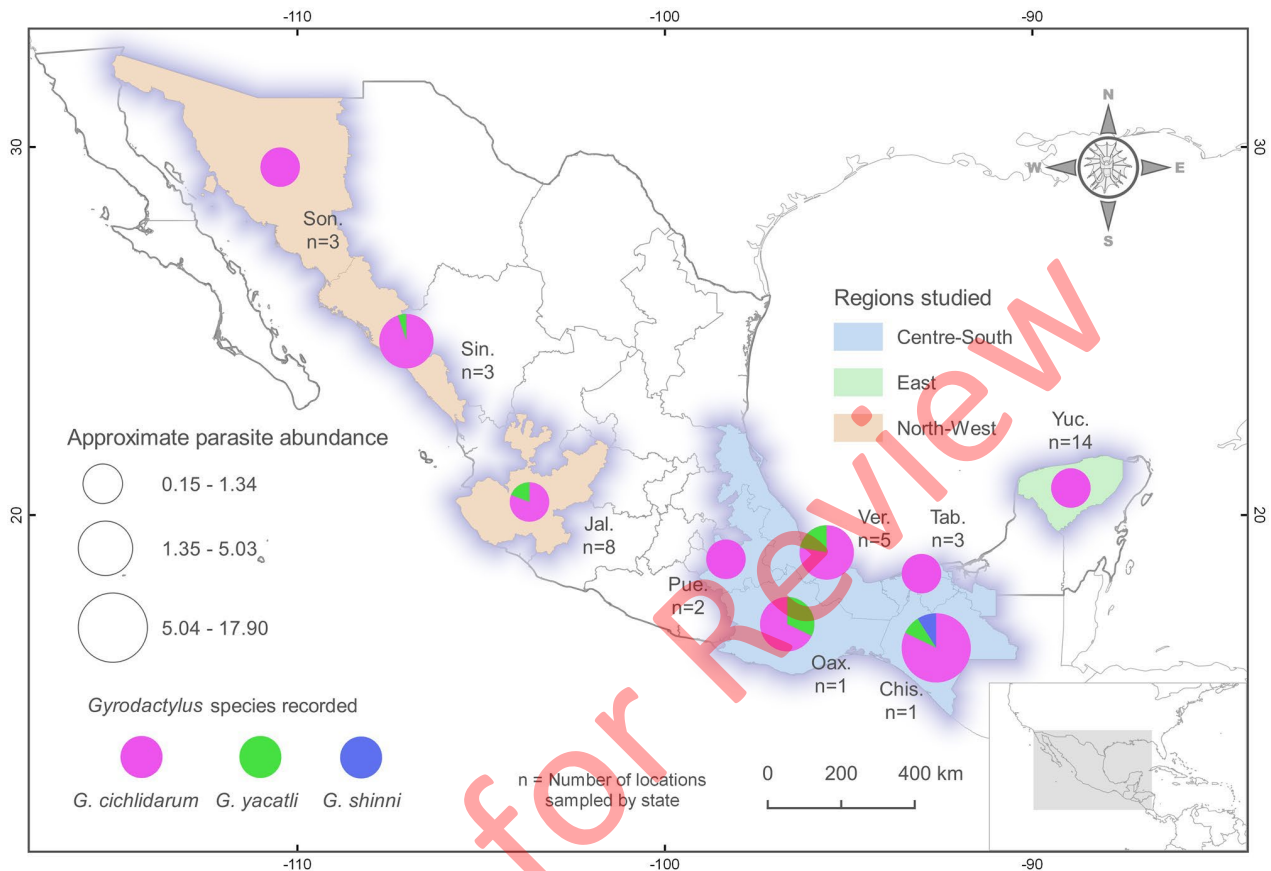 -110
-100
-90
30
30
N
W
E
S
Son.
n=3
Regions studied
Centre-South
East
North-West
Sin.
n=3
Yuc.
n=14
Approximate parasite abundance
0.15 - 1.34
1.35 - 5.03
5.04 - 17.90
20
20
Jal.
n=8
Ver.
n=5
Tab.
n=3
Pue.
n=2
Oax.
n=1
Chis.
n=1
Gyrodactylus species recorded
G. cichlidarum
G. yacatli
G. shinni
n = Number of locations
sampled by state
0
200
400 km
-110
-100
-90
for Review